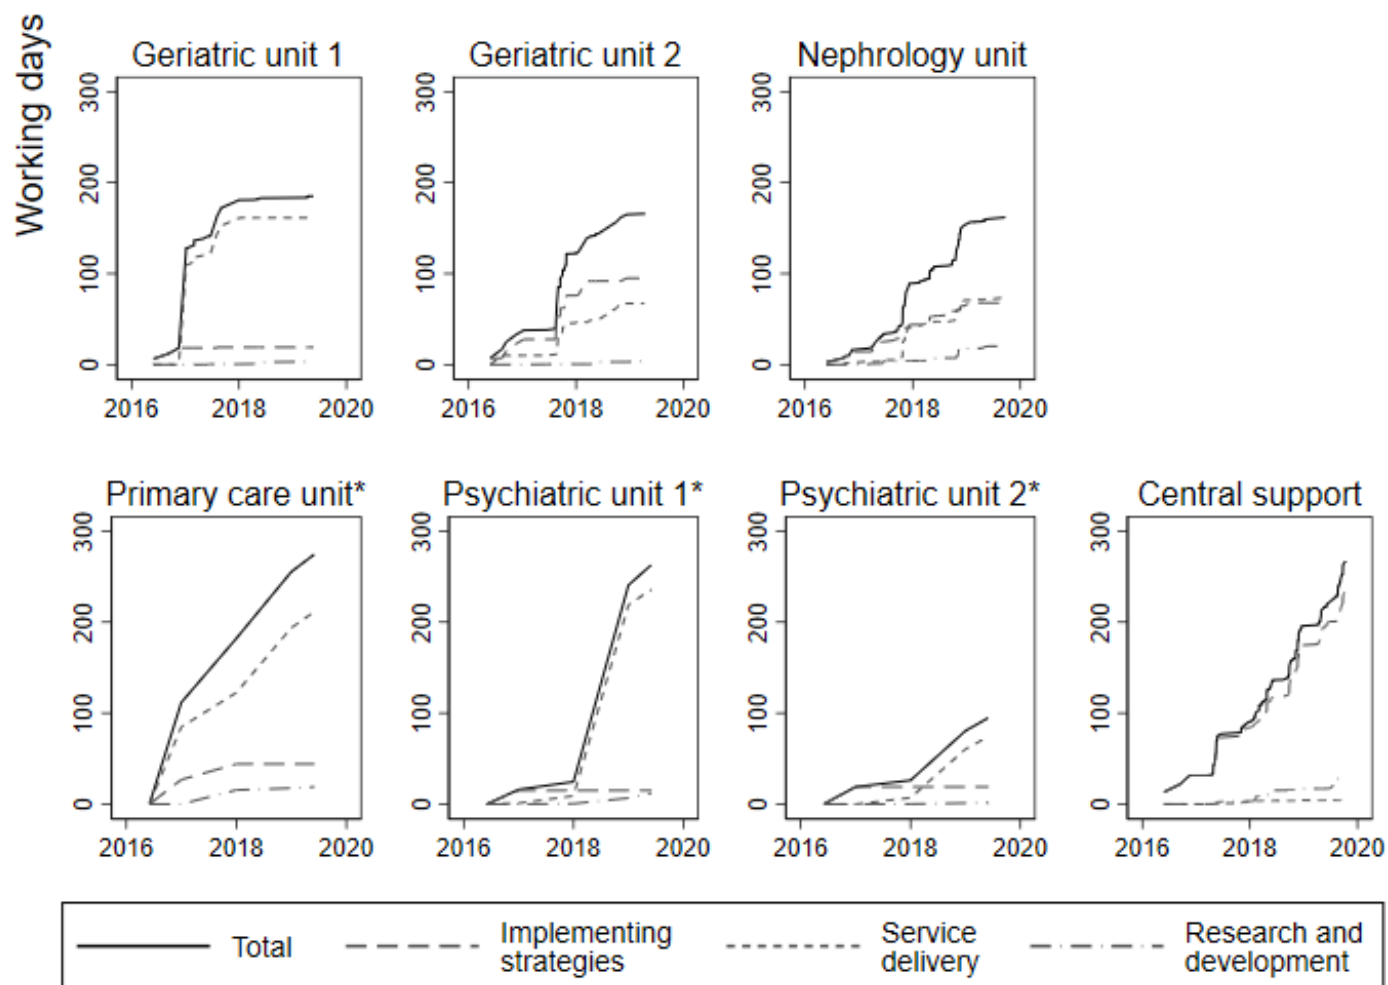 Working days
Geriatric unit 1
300
200
100
0
2016 2018 2020
Geriatric unit 2
300
200
100
0
2016 2018 2020
Nephrology unit
300
200
100
0
2016 2018 2020
Primary care unit*
300
200
100
0
2016 2018 2020
Psychiatric unit 1*
300
200
100
0
2016 2018 2020
Psychiatric unit 2*
300
200
100
0
2016 2018 2020
Central support
300
200
100
0
2016 2018 2020
Total
Implementing
strategies
Service
delivery
Research and
development